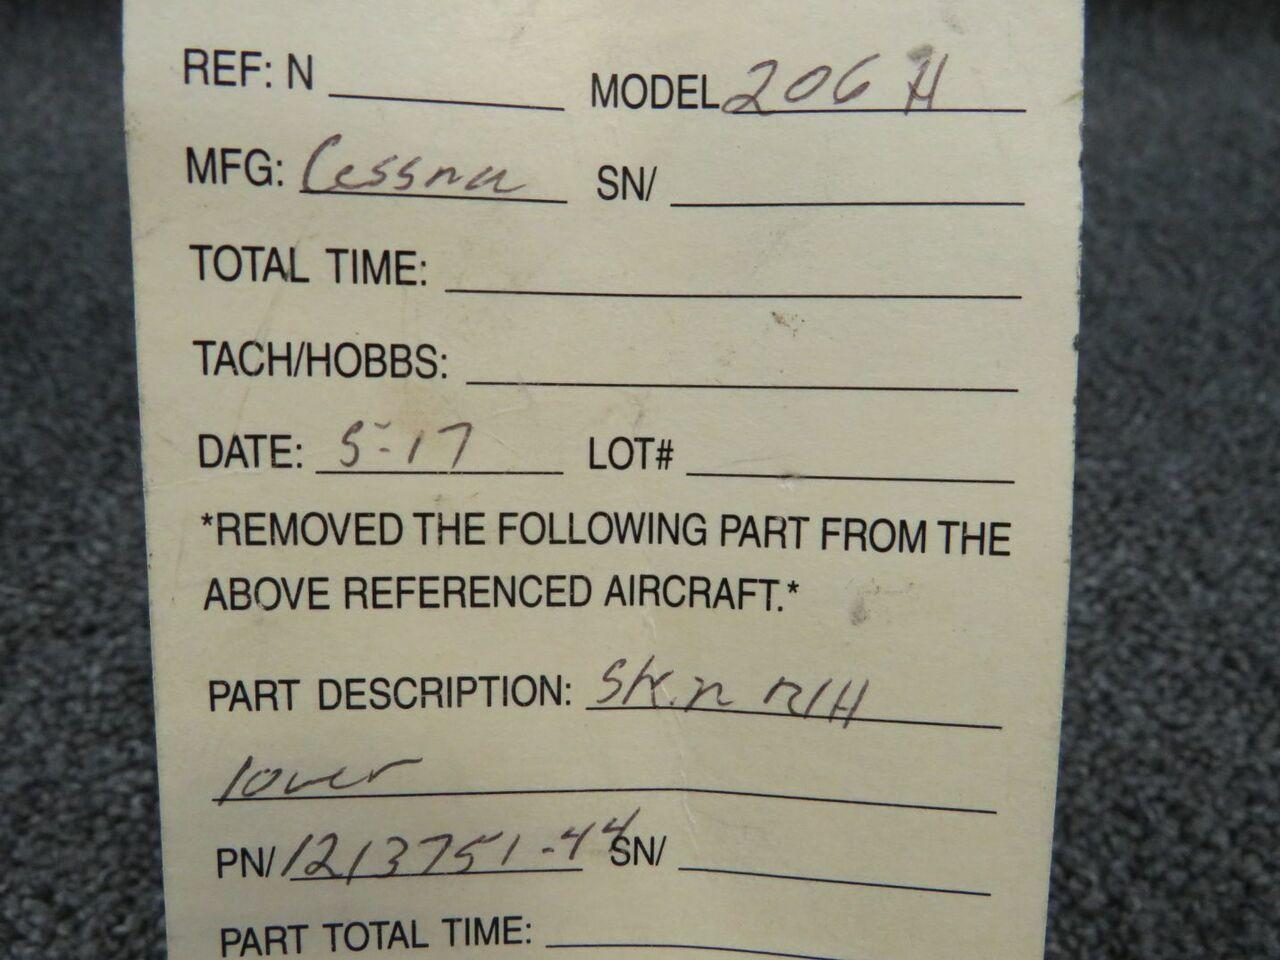 REF: N MODEL 206 H
MFG: Cessna SN/
TOTAL TIME:
TACH/HOBBS:
DATE: 5-17 LOT#
*REMOVED THE FOLLOWING PART FROM THE
ABOVE REFERENCED AIRCRAFT.*
PART DESCRIPTION: Skin R/H
lower
PN/ 1213751-44 SN/
PART TOTAL TIME: